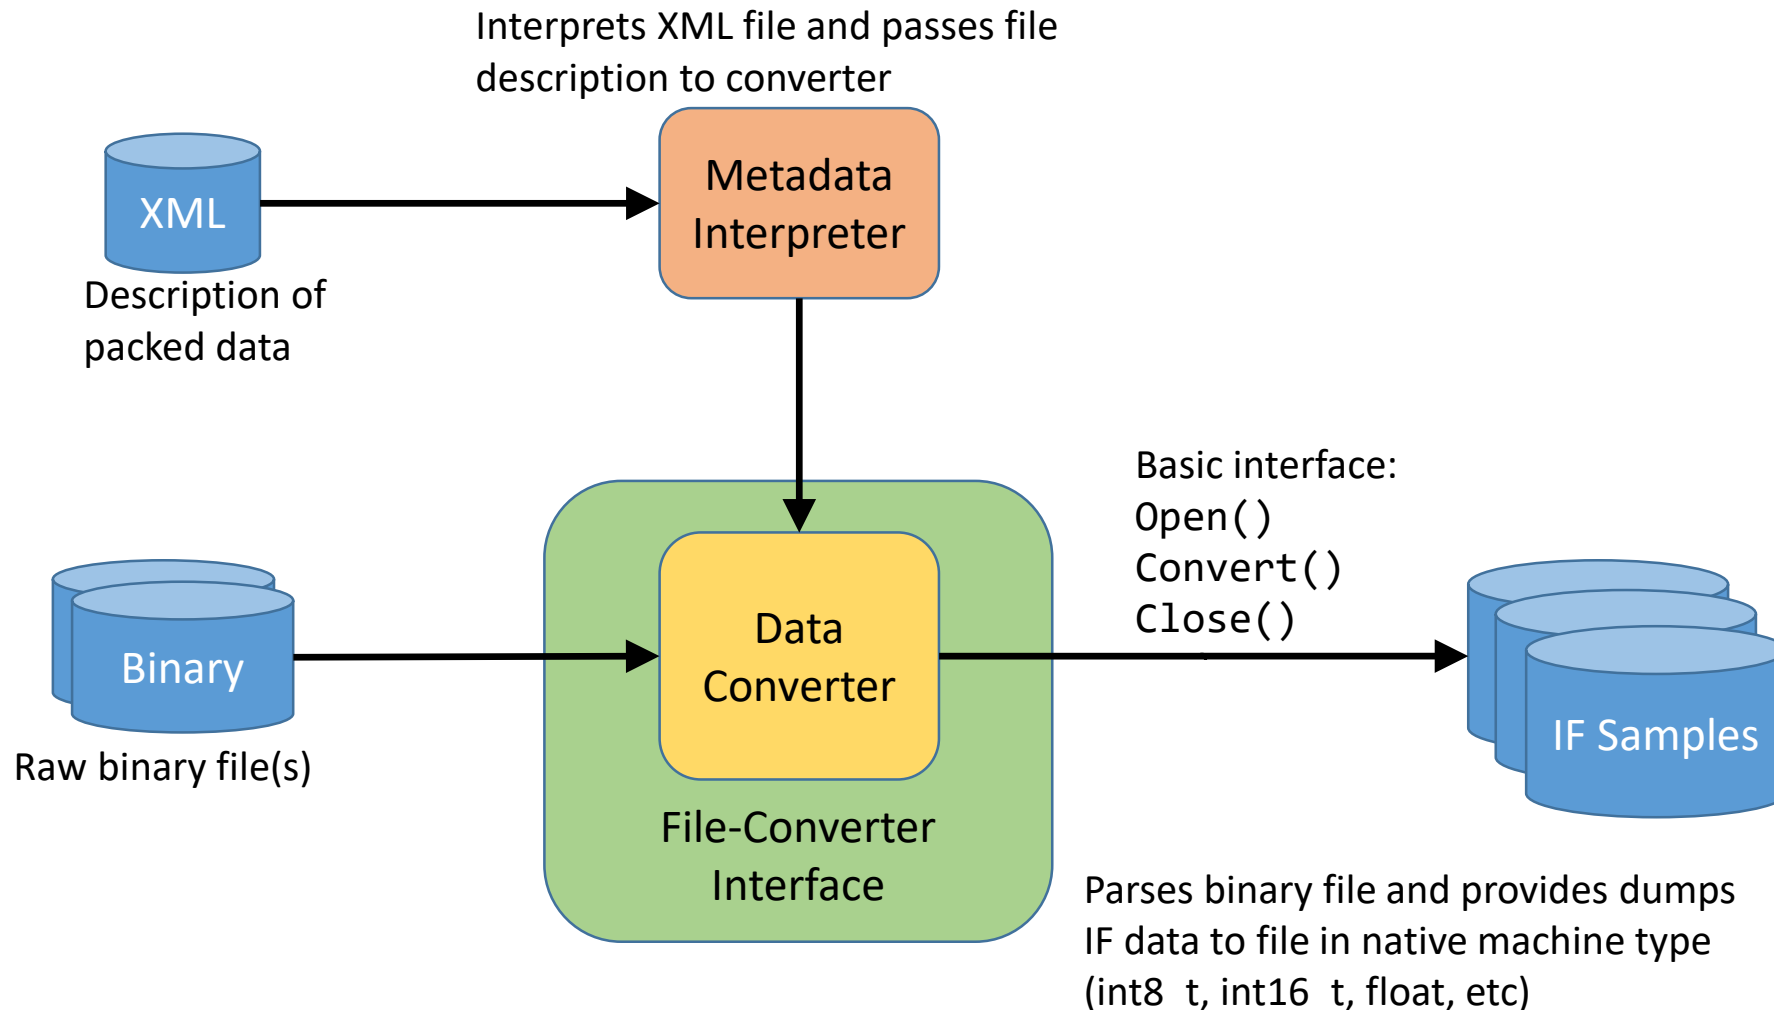 Interprets XML file and passes file
description to converter
XML
Metadata
Interpreter
Description of
packed data
Basic interface:
Open()
Convert()
Close()
Binary
Data
Converter
IF Samples
Raw binary file(s)
File-Converter
Interface
Parses binary file and provides dumps
IF data to file in native machine type
(int8_t, int16_t, float, etc)